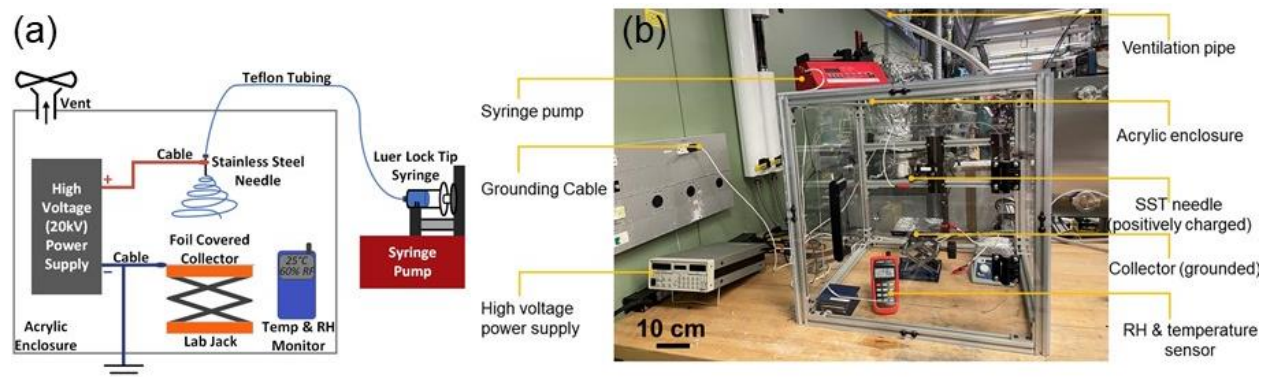 (a)
Vent
Teflon Tubing
Cable
Stainless Steel
Needle
Luer Lock Tip
Syringe
+
High
Voltage
(20kV)
Power
Supply
−
Cable
Foil Covered
Collector
25°C
60% RF
Syringe
Pump
Acrylic
Enclosure
Lab Jack
Temp & RH
Monitor
(b)
Syringe pump
Grounding Cable
High voltage
power supply
10 cm
Ventilation pipe
Acrylic enclosure
SST needle
(positively charged)
Collector (grounded)
RH & temperature
sensor